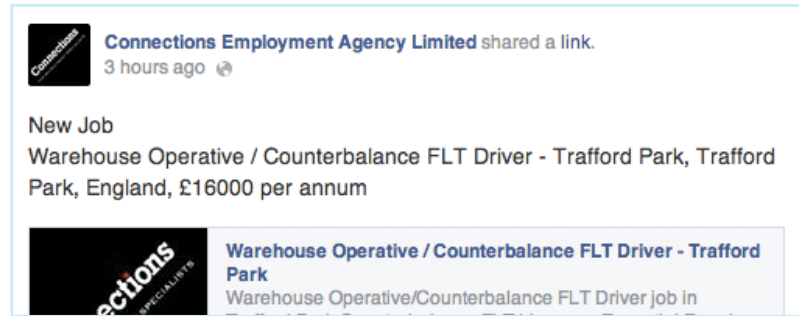 Connections
Connections Employment Agency Limited shared a link.
3 hours ago
New Job
Warehouse Operative / Counterbalance FLT Driver - Trafford Park, Trafford
Park, England, £16000 per annum
Warehouse Operative / Counterbalance FLT Driver - Trafford
Park
Warehouse Operative/Counterbalance FLT Driver job in
ections
SPECIALISTS